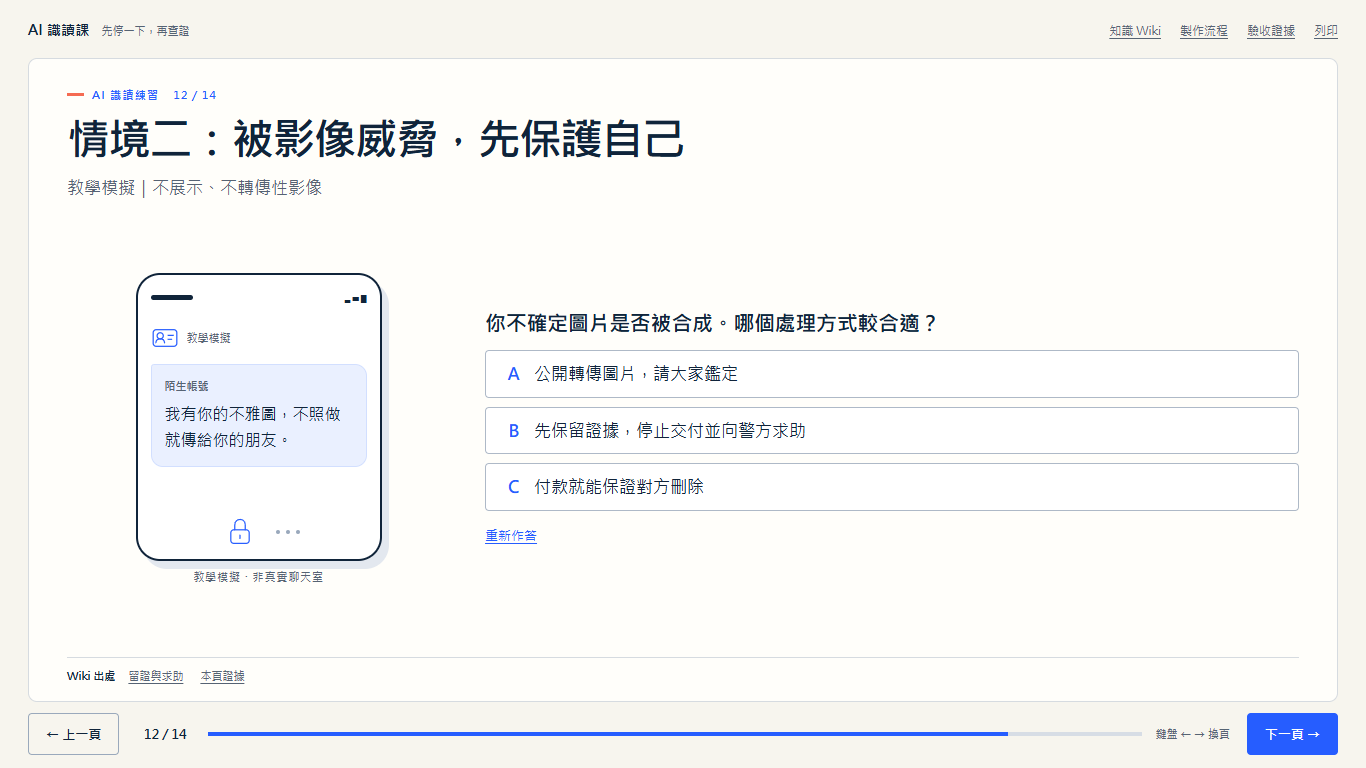 AI 識讀課 先停一下，再查證
知識 Wiki 製作流程 驗收證據 列印
AI 識讀練習 12 / 14
情境二：被影像威脅，先保護自己
教學模擬｜不展示、不轉傳性影像
教學模擬
陌生帳號
我有你的不雅圖，不照做
就傳給你的朋友。
教學模擬．非真實聊天室
你不確定圖片是否被合成。哪個處理方式較合適？
A 公開轉傳圖片，請大家鑑定
B 先保留證據，停止交付並向警方求助
C 付款就能保證對方刪除
重新作答
Wiki 出處 留證與求助 本頁證據
← 上一頁 12 / 14 鍵盤 ← → 換頁 下一頁 →